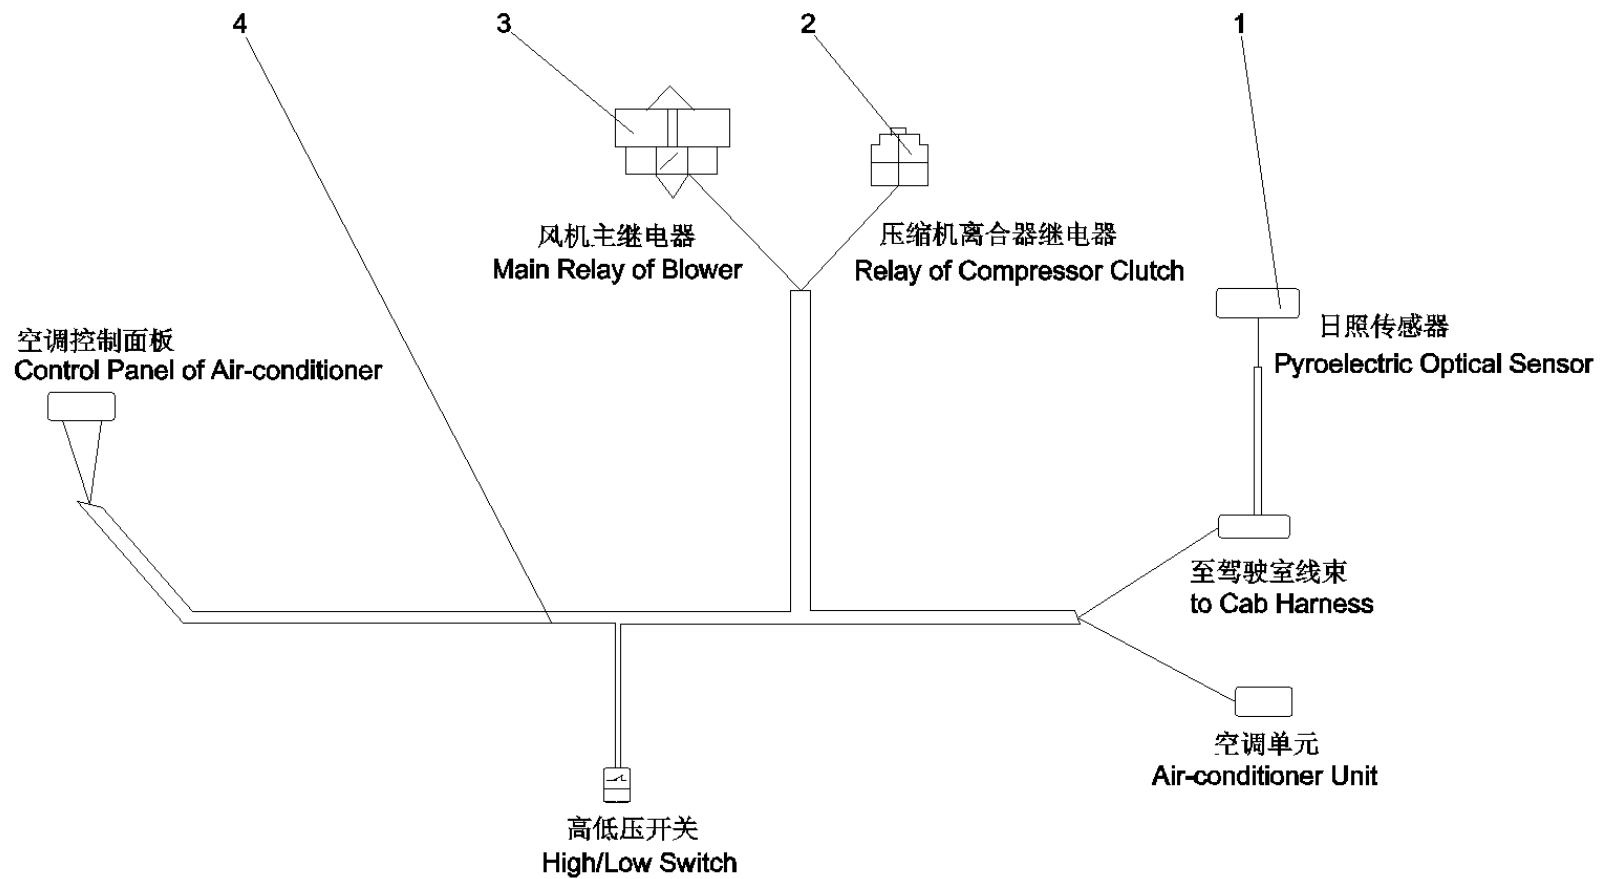 4
3
2
1
风机主继电器
Main Relay of Blower
压缩机离合器继电器
Relay of Compressor Clutch
日照传感器
Pyroelectric Optical Sensor
空调控制面板
Control Panel of Air-conditioner
至驾驶室线束
to Cab Harness
空调单元
Air-conditioner Unit
高低压开关
High/Low Switch